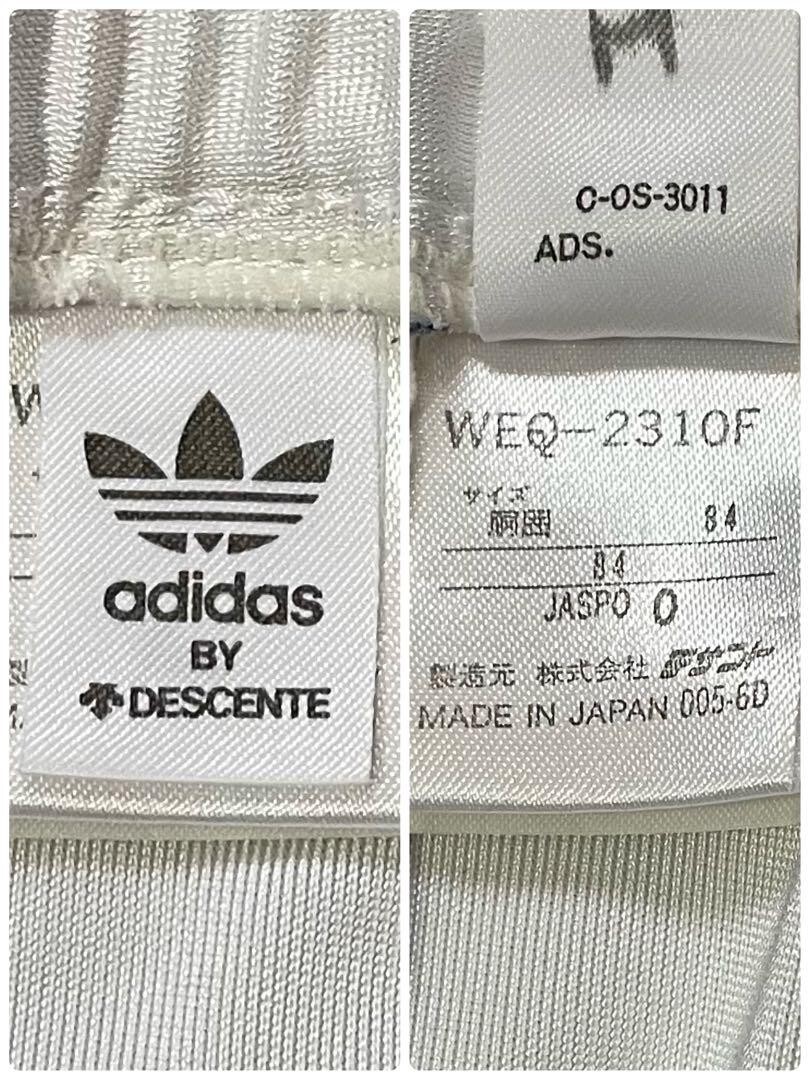 adidas
BY
DESCENTE
C-OS-3011
ADS.
WEQ-2310F
サイズ
胴囲 84
84
JASPO O
製造元 株式会社 デサント
MADE IN JAPAN 005-6D